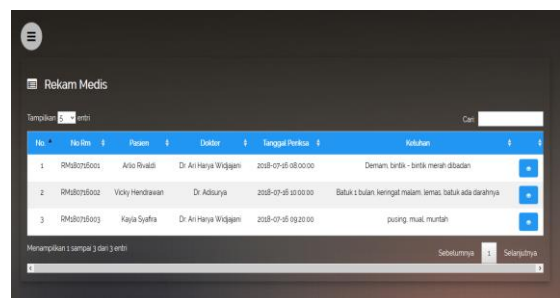 Rekam Medis
Tampilkan 5 entri
Cari:
No. No Rm Pasien Dokter Tanggal Periksa Keluhan
1 RM180716001 Artio Rivaldi Dr. Ari Harya Widjajani 2018-07-16 08:00:00 Demam, bintik - bintik merah dibadan
2 RM180716002 Vicky Hendrawan Dr. Adisurya 2018-07-16 10:00:00 Batuk 1 bulan, keringat malam, lemas, batuk ada darahnya
3 RM180716003 Kayla Syafira Dr. Ari Harya Widjajani 2018-07-16 09:20:00 pusing, mual, muntah
Menampilkan 1 sampai 3 dari 3 entri
Sebelumnya 1 Selanjutnya